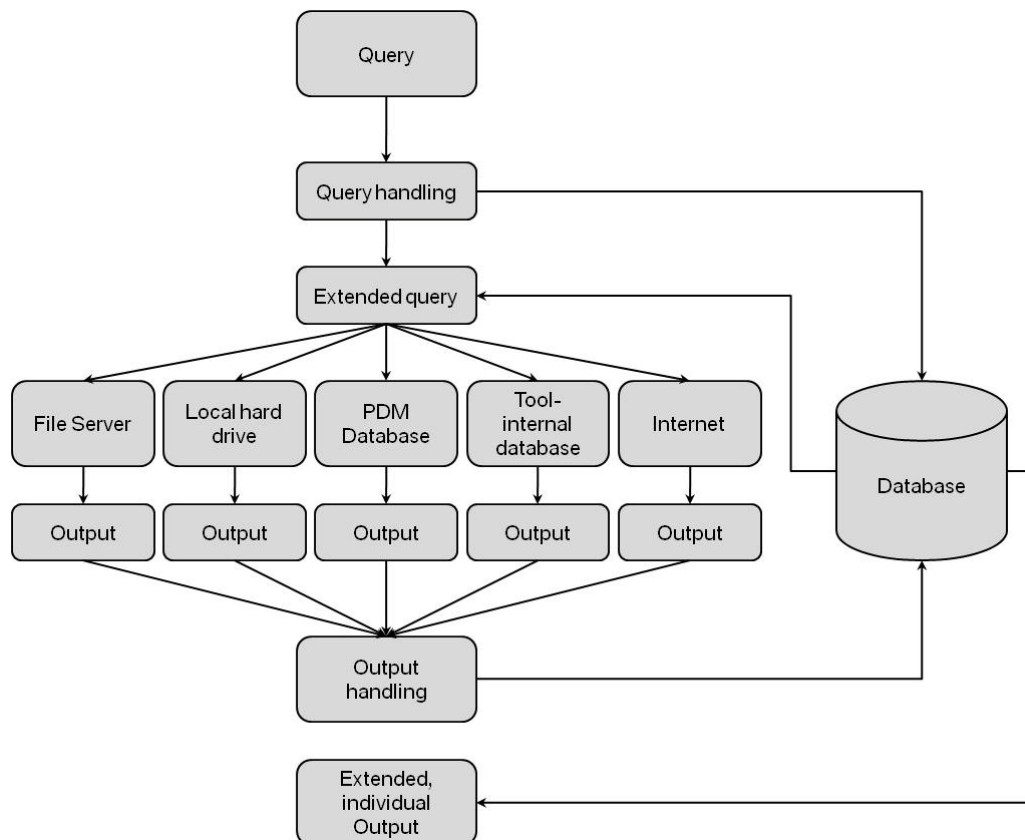 Query
Query handling
Extended query
File Server
Local hard
drive
PDM
Database
Tool-
internal
database
Internet
Database
Output
Output
Output
Output
Output
Output
handling
Extended,
individual
Output